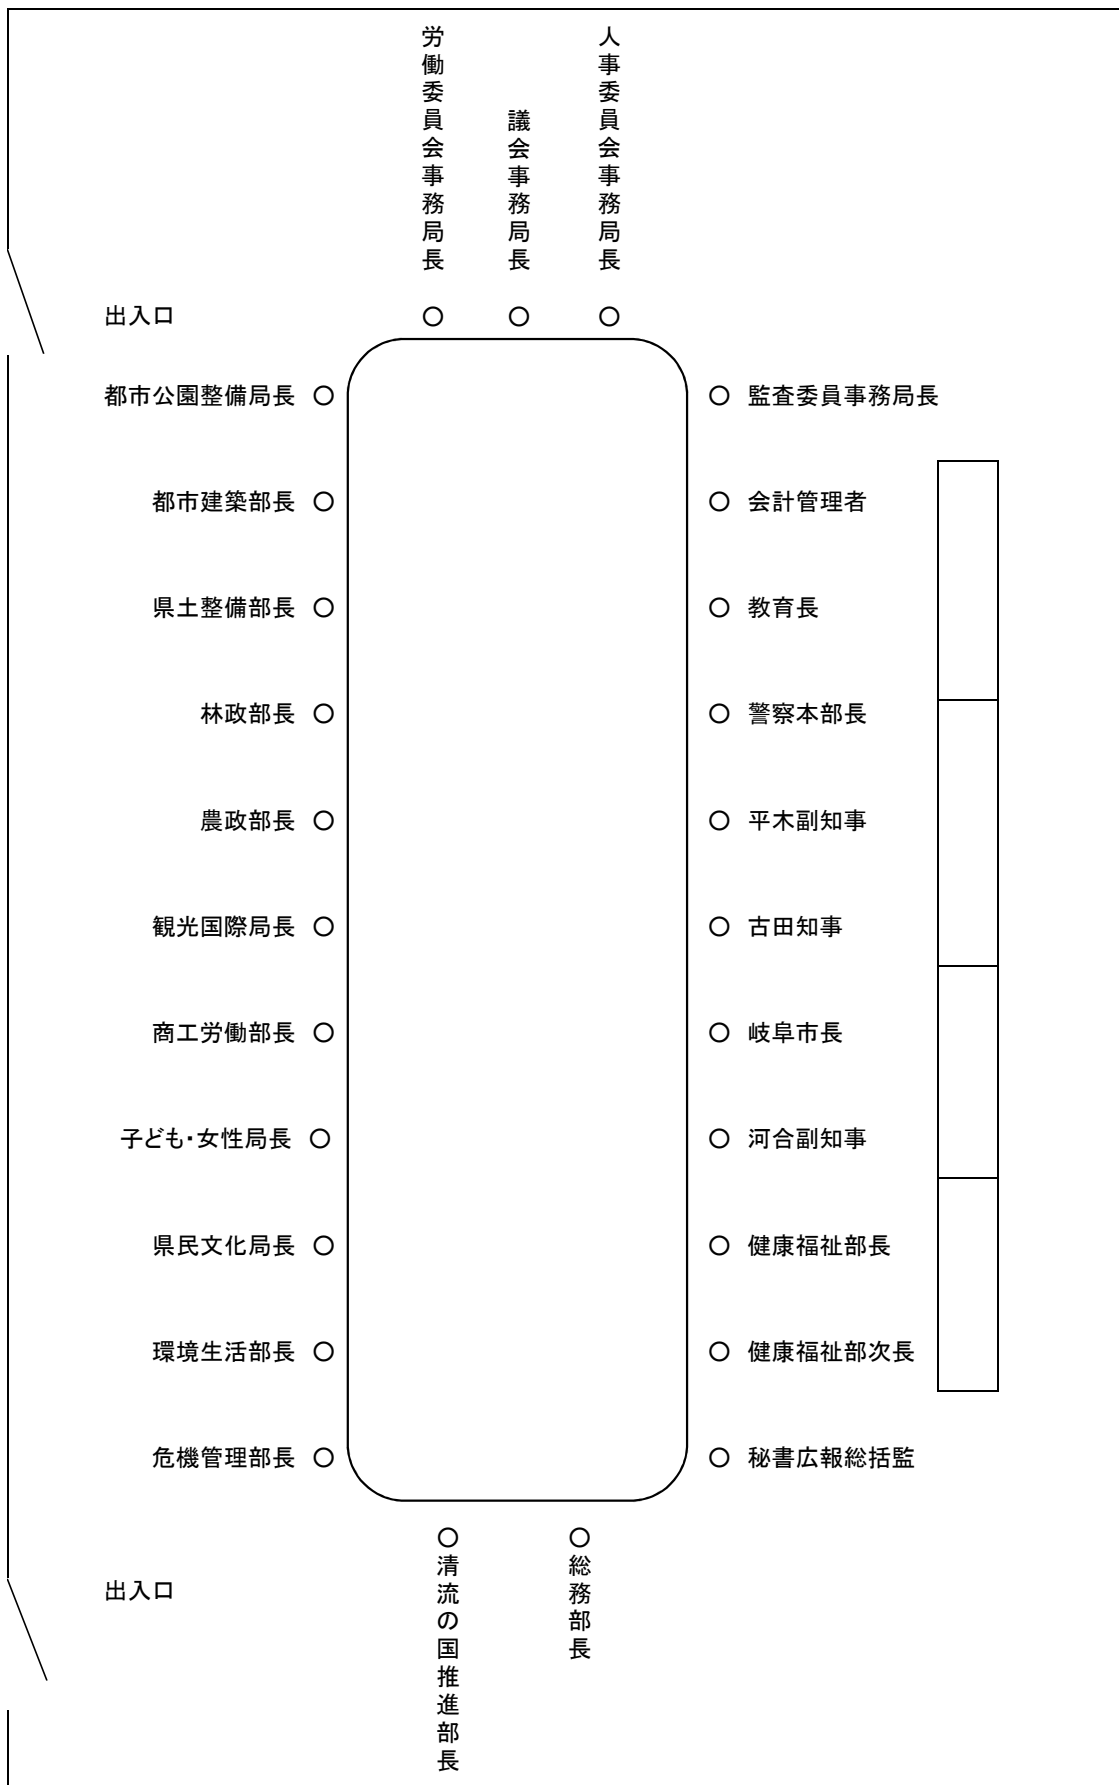 労働委員会事務局長
議会事務局長
人事委員会事務局長
出入口
○ ○ ○
都市公園整備局長 ○ ○ 監査委員事務局長
都市建築部長 ○ ○ 会計管理者
県土整備部長 ○ ○ 教育長
林政部長 ○ ○ 警察本部長
農政部長 ○ ○ 平木副知事
観光国際局長 ○ ○ 古田知事
商工労働部長 ○ ○ 岐阜市長
子ども・女性局長 ○ ○ 河合副知事
県民文化局長 ○ ○ 健康福祉部長
環境生活部長 ○ ○ 健康福祉部次長
危機管理部長 ○ ○ 秘書広報総括監
○ ○
出入口
清流の国推進部長
総務部長